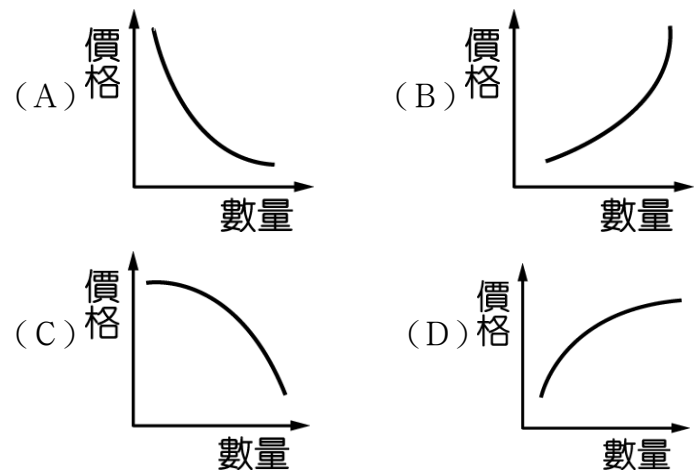 （A） 價格
數量
（B） 價格
數量
（C） 價格
數量
（D） 價格
數量